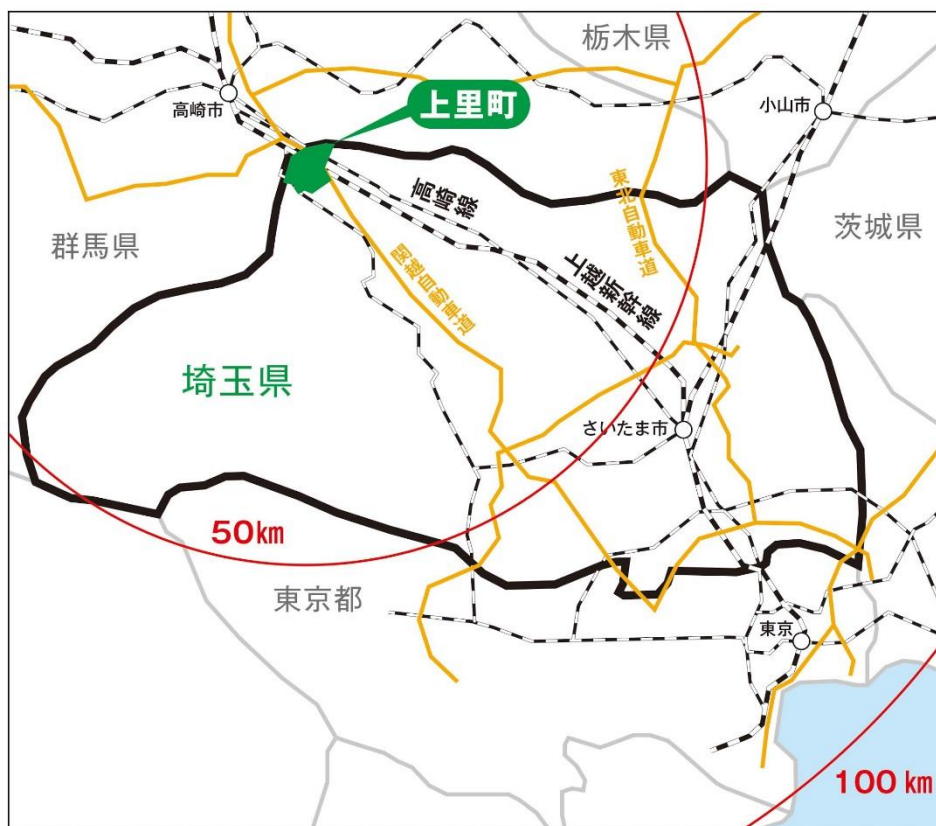 栃木県
高崎市
上里町
小山市
高崎線
東北自動車道
茨城県
群馬県
関越自動車道
上越新幹線
埼玉県
さいたま市
50㎞
東京都
東京
100㎞